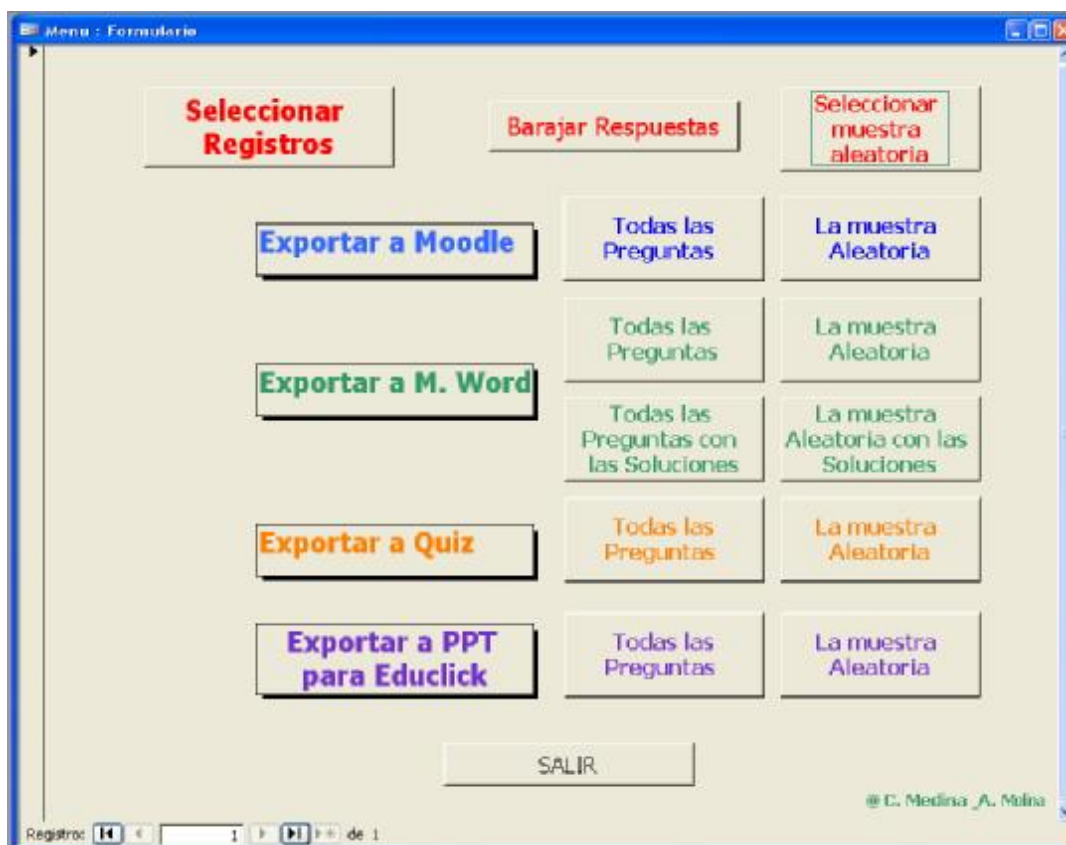 Menu : Formulario
Seleccionar
Registros
Barajar Respuestas
Seleccionar
muestra
aleatoria
Exportar a Moodle
Todas las
Preguntas
La muestra
Aleatoria
Exportar a M. Word
Todas las
Preguntas
La muestra
Aleatoria
Todas las
Preguntas con
las Soluciones
La muestra
Aleatoria con las
Soluciones
Exportar a Quiz
Todas las
Preguntas
La muestra
Aleatoria
Exportar a PPT
para Educlick
Todas las
Preguntas
La muestra
Aleatoria
SALIR
@ C. Medina _A. Molina
Registro: 1 de 1